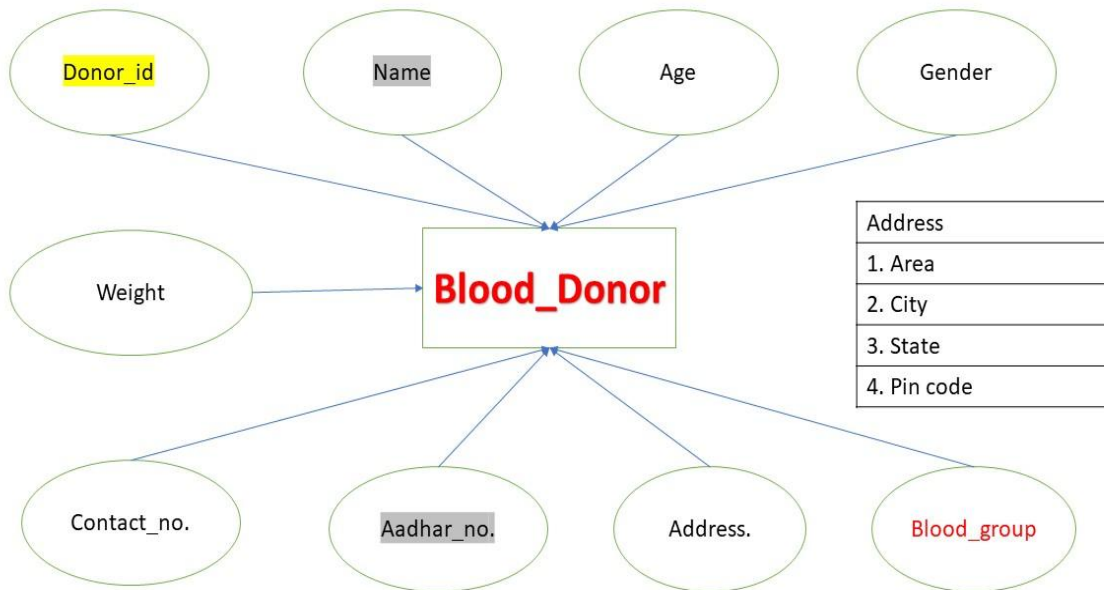 Donor_id
Name
Age
Gender
Weight
Blood_Donor
Address
1. Area
2. City
3. State
4. Pin code
Contact_no.
Aadhar_no.
Address.
Blood_group